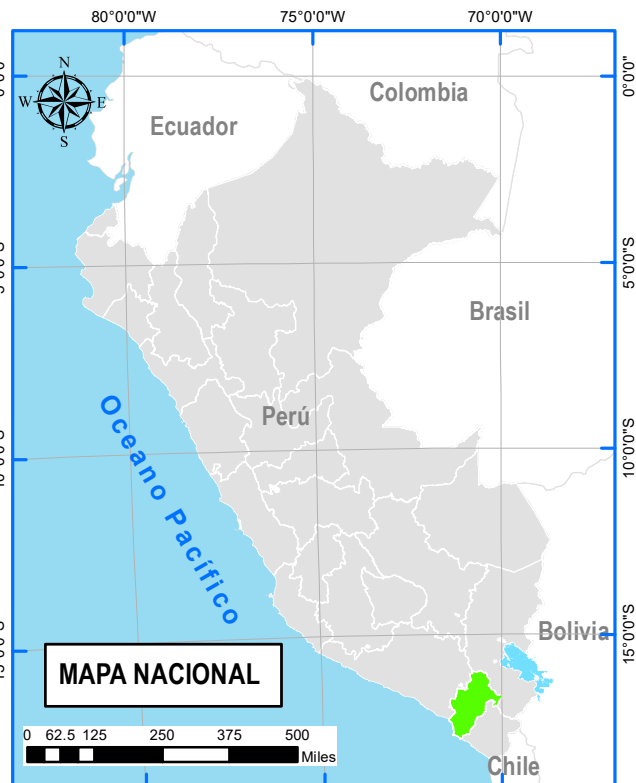 80°0'0"W 75°0'0"W 70°0'0"W
N
W E
S
0°0'0"
Colombia
Ecuador
5°0'0"S
Brasil
Perú
10°0'0"S
Oceano Pacífico
Bolivia
15°0'0"S
MAPA NACIONAL
0 62.5 125 250 375 500
Miles
Chile